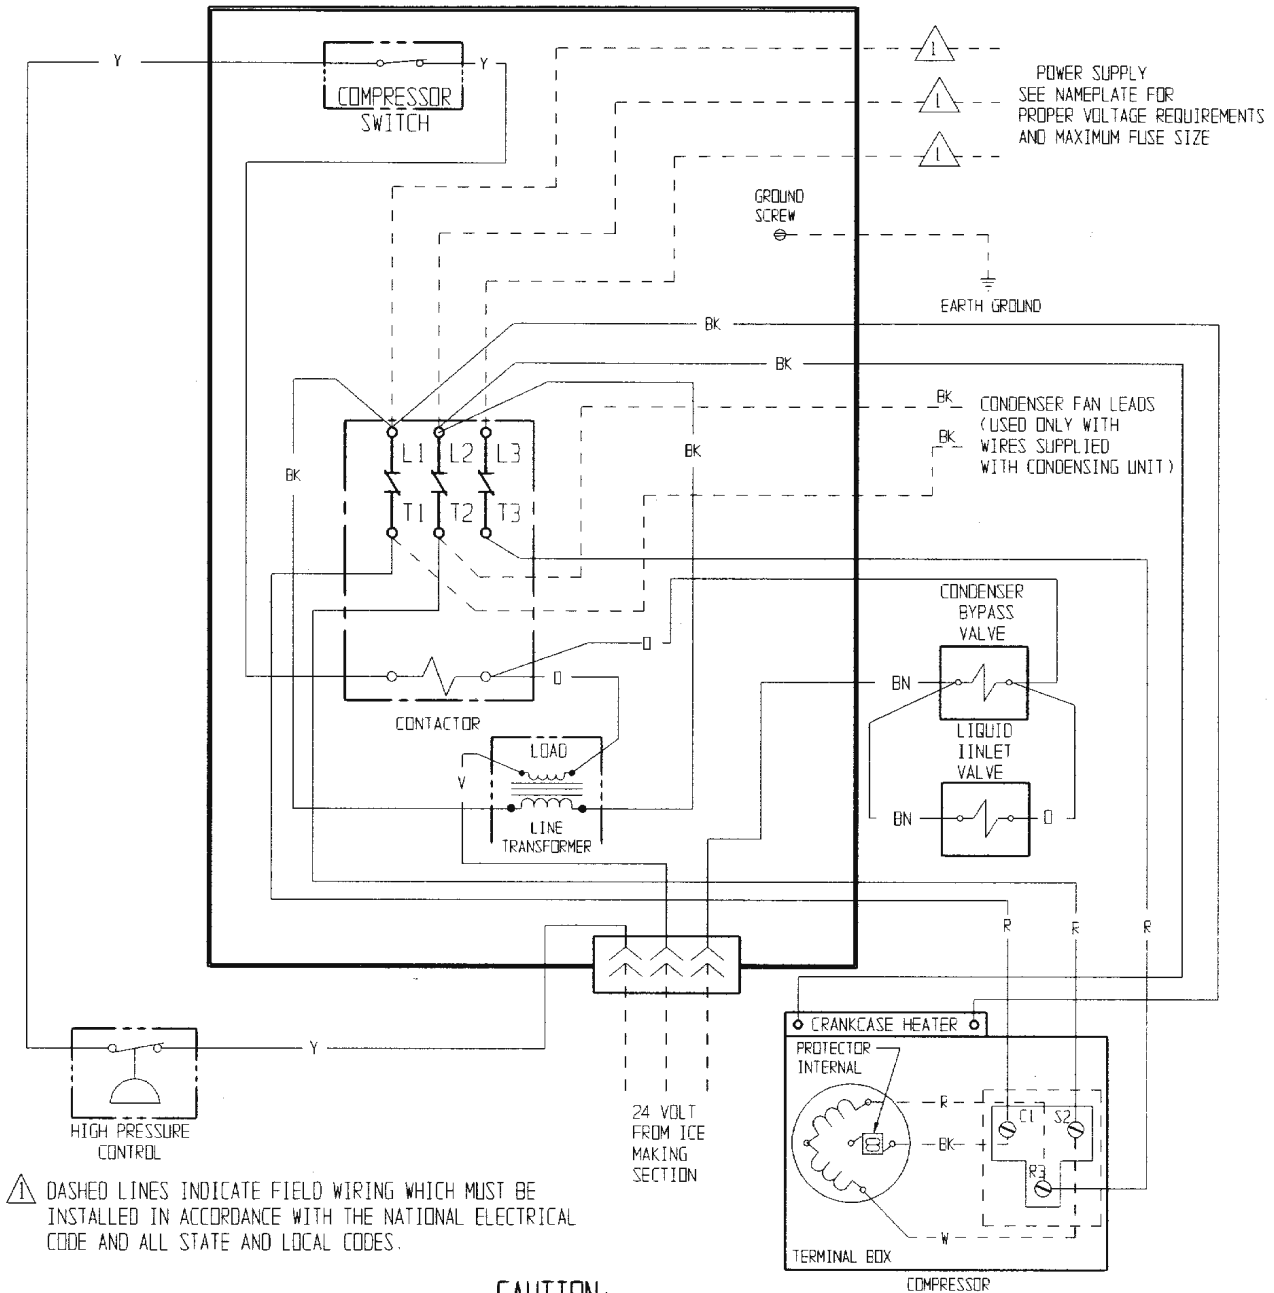 Y
Y
COMPRESSOR
SWITCH
1
1
1
POWER SUPPLY
SEE NAMEPLATE FOR
PROPER VOLTAGE REQUIREMENTS
AND MAXIMUM FUSE SIZE
GROUND
SCREW
EARTH GROUND
BK
BK
BK
BK
CONDENSER FAN LEADS
(USED ONLY WITH
WIRES SUPPLIED
WITH CONDENSING UNIT)
BK
BK
L1 L2 L3
T1 T2 T3
CONTACTOR
O
O
CONDENSER
BYPASS
VALVE
BN
LIQUID
IINLET
VALVE
BN
O
LOAD
V
LINE
TRANSFORMER
R
R
R
Y
HIGH PRESSURE
CONTROL
24 VOLT
FROM ICE
MAKING
SECTION
CRANKCASE HEATER
PROTECTOR
INTERNAL
R
BK
W
C1
S2
R3
TERMINAL BOX
COMPRESSOR
1 DASHED LINES INDICATE FIELD WIRING WHICH MUST BE
INSTALLED IN ACCORDANCE WITH THE NATIONAL ELECTRICAL
CODE AND ALL STATE AND LOCAL CODES.
CAUTION: